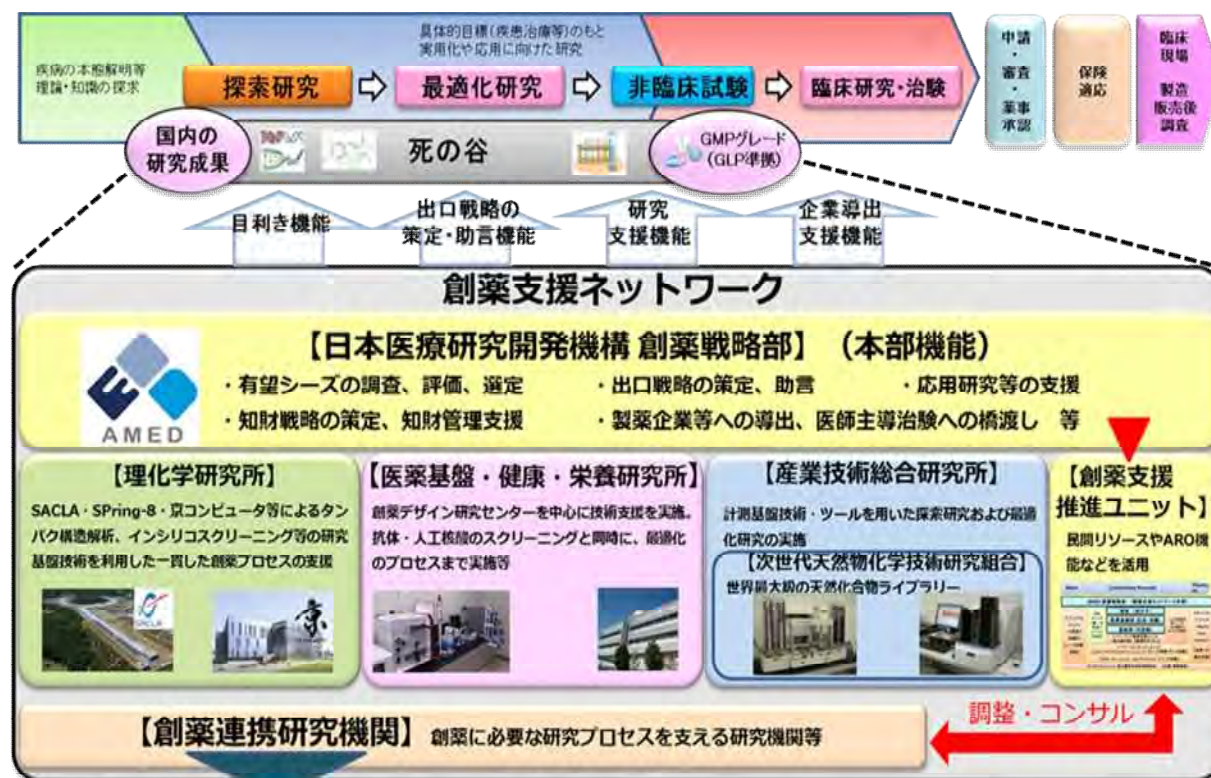 疾病の本態解明等
理論・知識の探求
具体的目標(疾患治療等)のもと
実用化や応用に向けた研究
探索研究
最適化研究
非臨床試験
臨床研究・治験
申請・審査・薬事承認
保険適応
臨床現場
製造販売後調査
国内の
研究成果
死の谷
GMPグレード
(GLP準拠)
目利き機能
出口戦略の
策定・助言機能
研究
支援機能
企業導出
支援機能
創薬支援ネットワーク
【日本医療研究開発機構 創薬戦略部】（本部機能）
・有望シーズの調査、評価、選定
・出口戦略の策定、助言
・応用研究等の支援
・知財戦略の策定、知財管理支援
・製薬企業等への導出、医師主導治験への橋渡し 等
AMED
【理化学研究所】
SACLA・SPring-8・京コンピュータ等によるタン
パク構造解析、インシリコスクリーニング等の研究
基盤技術を利用した一貫した創薬プロセスの支援
SACLA
京
【医薬基盤・健康・栄養研究所】
創薬デザイン研究センターを中心に技術支援を実施。
抗体・人工核酸のスクリーニングと同時に、最適化
のプロセスまで実施等
【産業技術総合研究所】
計測基盤技術・ツールを用いた探索研究および最適
化研究の実施
【次世代天然物化学技術研究組合】
世界最大級の天然化合物ライブラリー
【創薬支援
推進ユニット】
民間リソースやARO機
能などを活用
【創薬連携研究機関】創薬に必要な研究プロセスを支える研究機関等
調整・コンサル